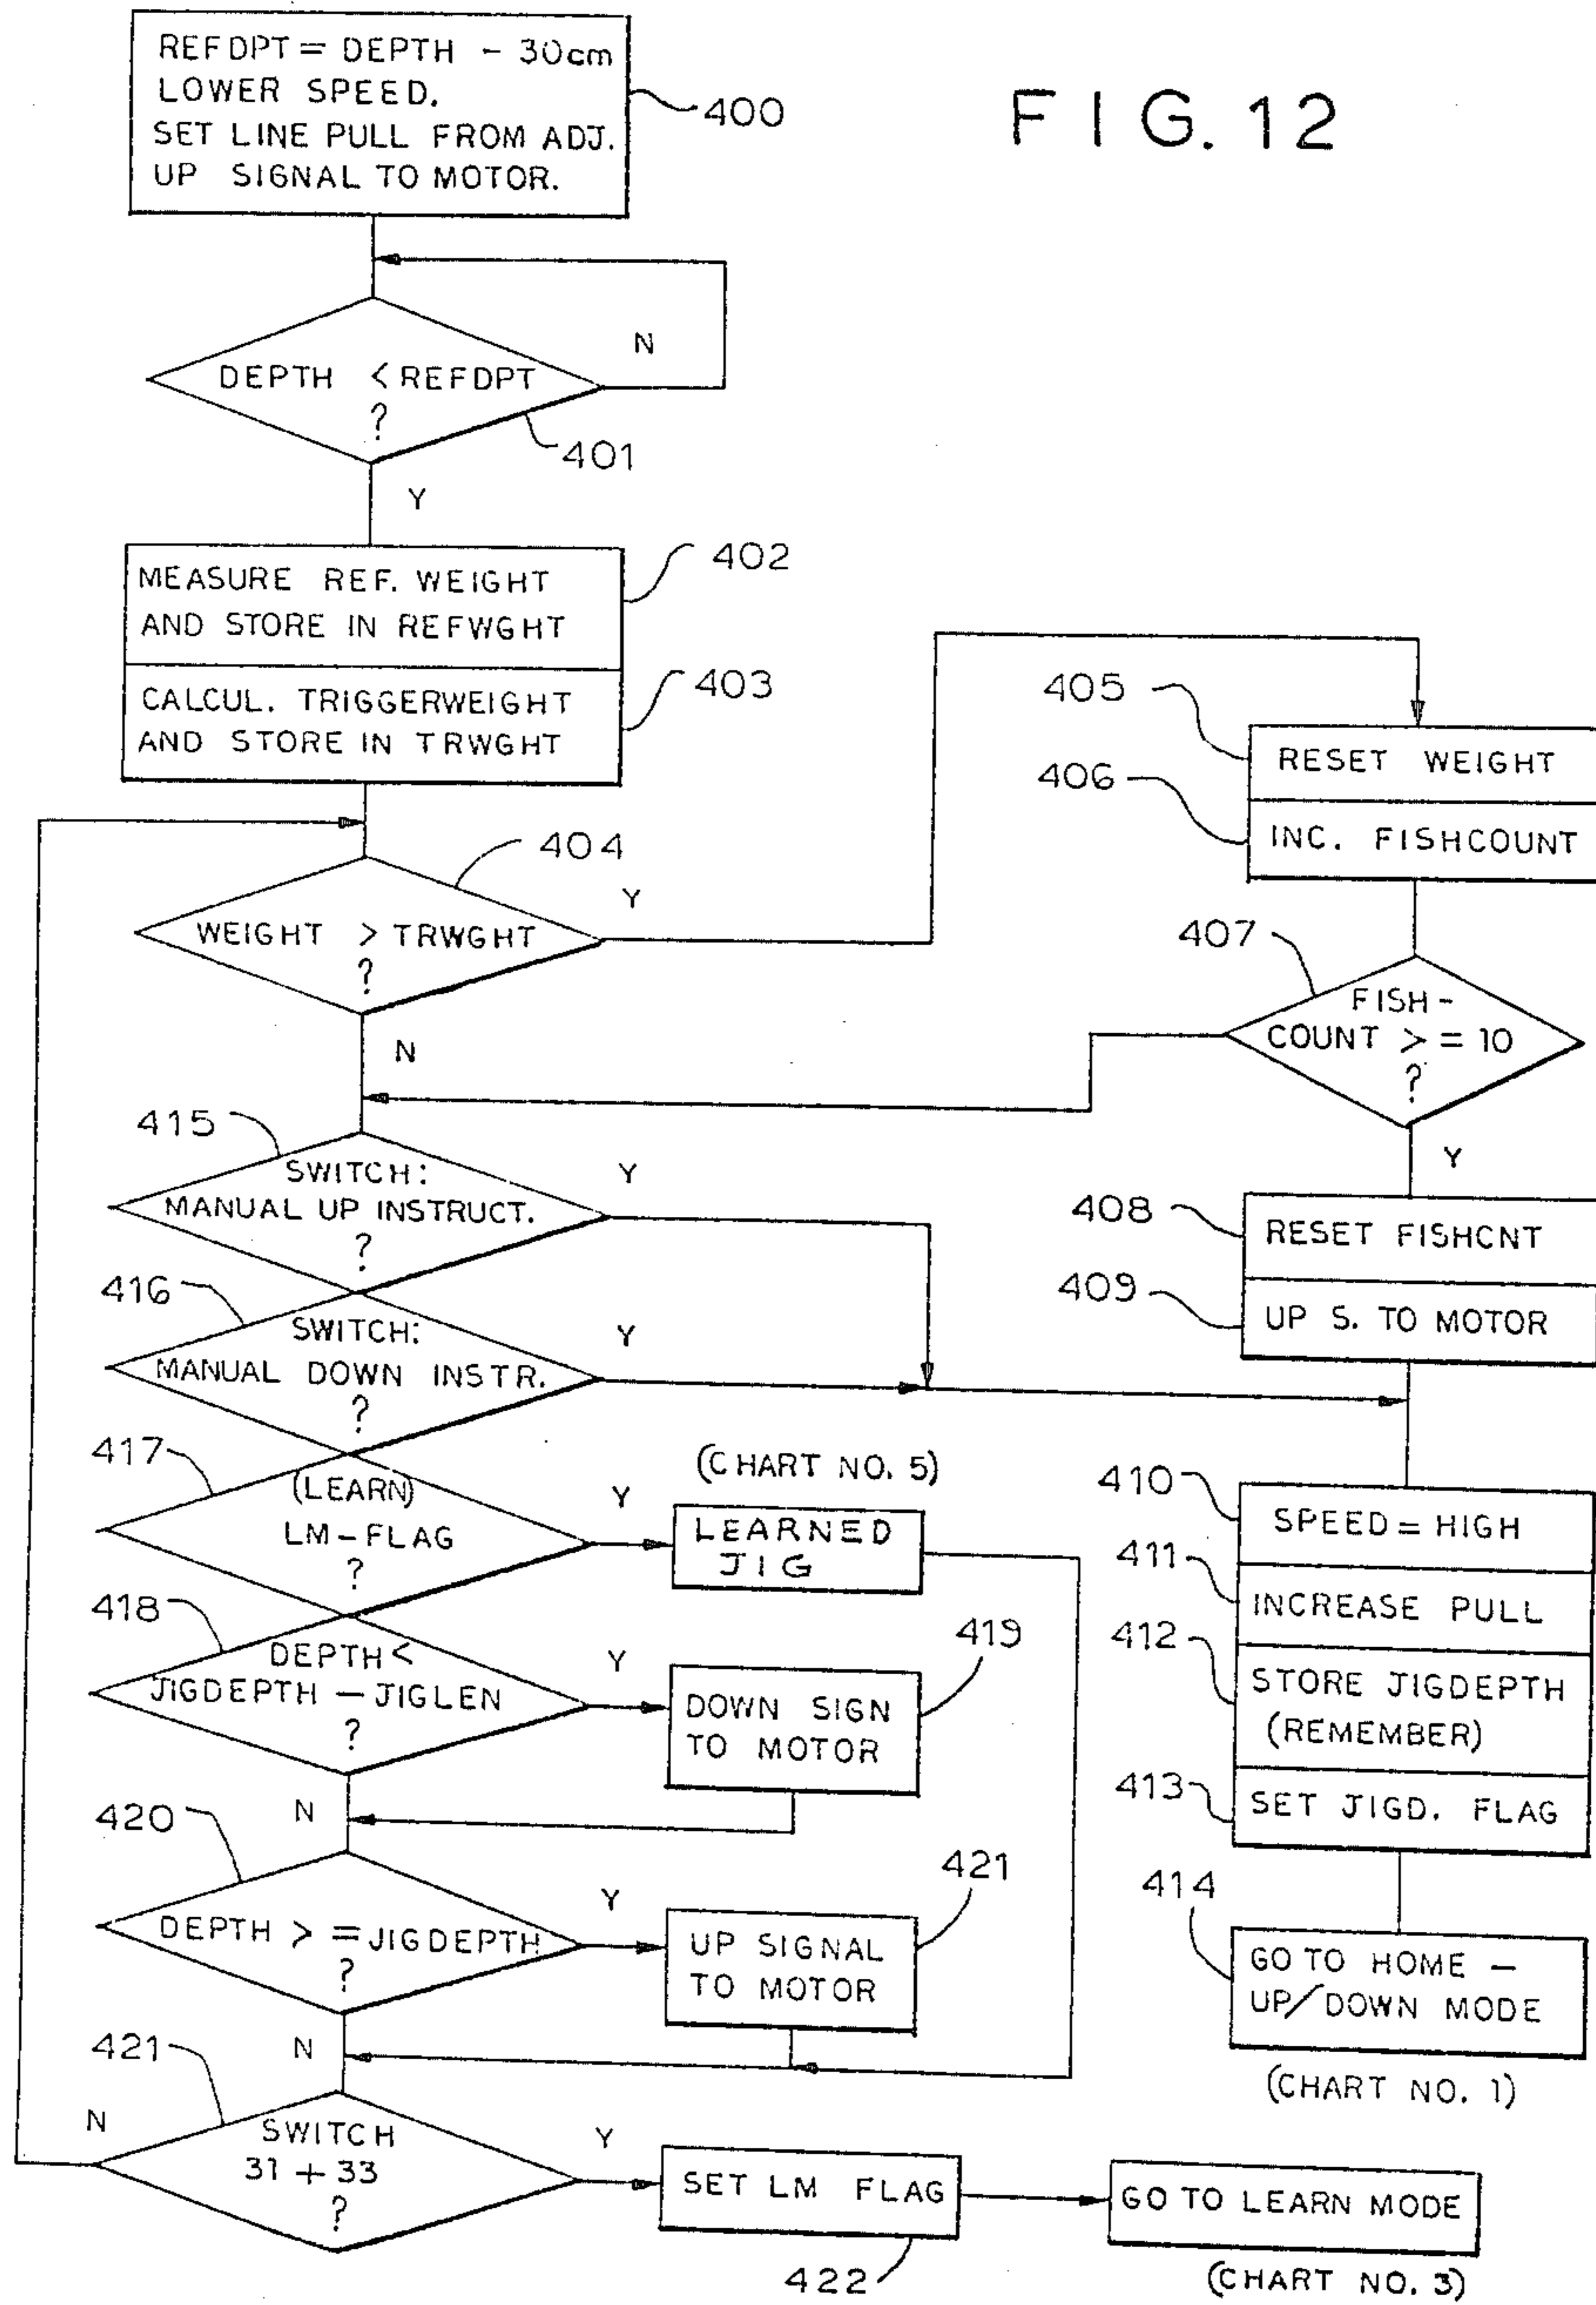 REFDPT = DEPTH - 30cm
LOWER SPEED.
SET LINE PULL FROM ADJ.
UP SIGNAL TO MOTOR.
400
FIG. 12
DEPTH < REFDPT
?
N
401
Y
MEASURE REF. WEIGHT
AND STORE IN REFWGHT
402
CALCUL. TRIGGERWEIGHT
AND STORE IN TRWGHT
403
404
WEIGHT > TRWGHT
?
Y
N
405
RESET WEIGHT
406
INC. FISHCOUNT
407
FISH-
COUNT > = 10
?
Y
408
RESET FISHCNT
409
UP S. TO MOTOR
415
SWITCH:
MANUAL UP INSTRUCT.
?
Y
416
SWITCH:
MANUAL DOWN INSTR.
?
Y
417
(LEARN)
LM-FLAG
?
Y
(CHART NO. 5)
LEARNED
JIG
410
SPEED = HIGH
411
INCREASE PULL
412
STORE JIGDEPTH
(REMEMBER)
413
SET JIGD. FLAG
414
GO TO HOME -
UP/DOWN MODE
(CHART NO. 1)
418
DEPTH <
JIGDEPTH - JIGLEN
?
Y
N
419
DOWN SIGN
TO MOTOR
420
DEPTH > = JIGDEPTH
?
Y
N
421
UP SIGNAL
TO MOTOR
421
SWITCH
31 + 33
?
N
Y
SET LM FLAG
422
GO TO LEARN MODE
(CHART NO. 3)